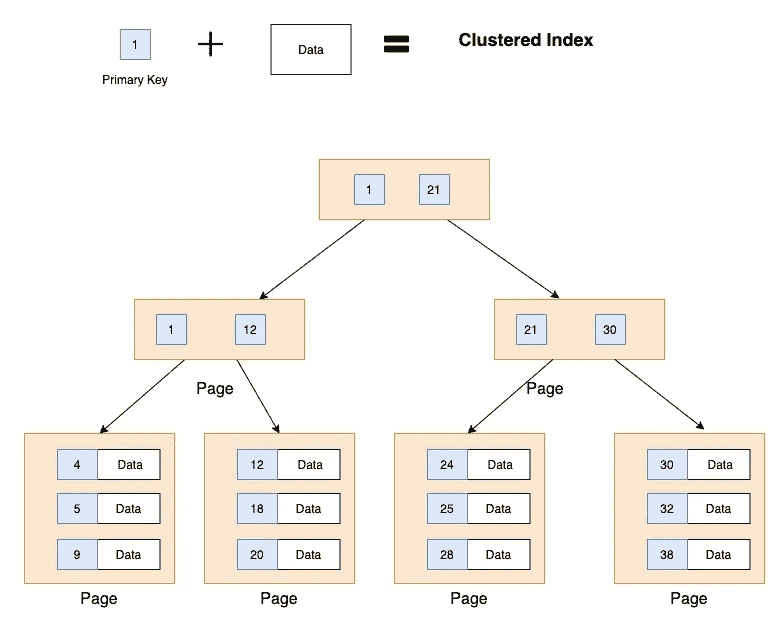 1
+
Data
=
Clustered Index
Primary Key
1 21
1 12
21 30
Page
Page
4 Data
5 Data
9 Data
12 Data
18 Data
20 Data
24 Data
25 Data
28 Data
30 Data
32 Data
38 Data
Page
Page
Page
Page